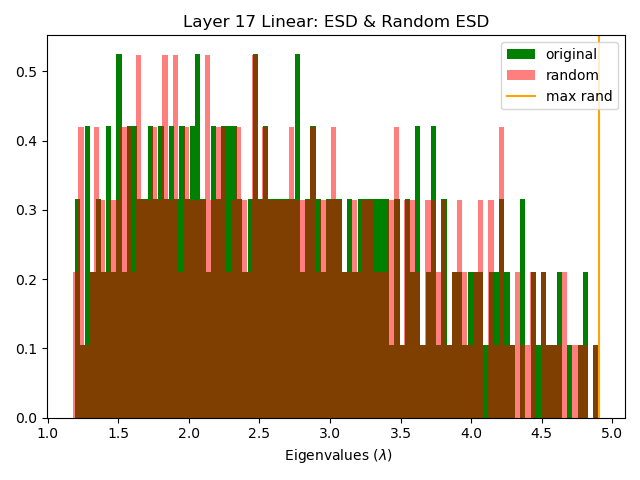 Layer 17 Linear: ESD & Random ESD
original
random
max rand
0.5
0.4
0.3
0.2
0.1
0.0
1.0 1.5 2.0 2.5 3.0 3.5 4.0 4.5 5.0
Eigenvalues (λ)